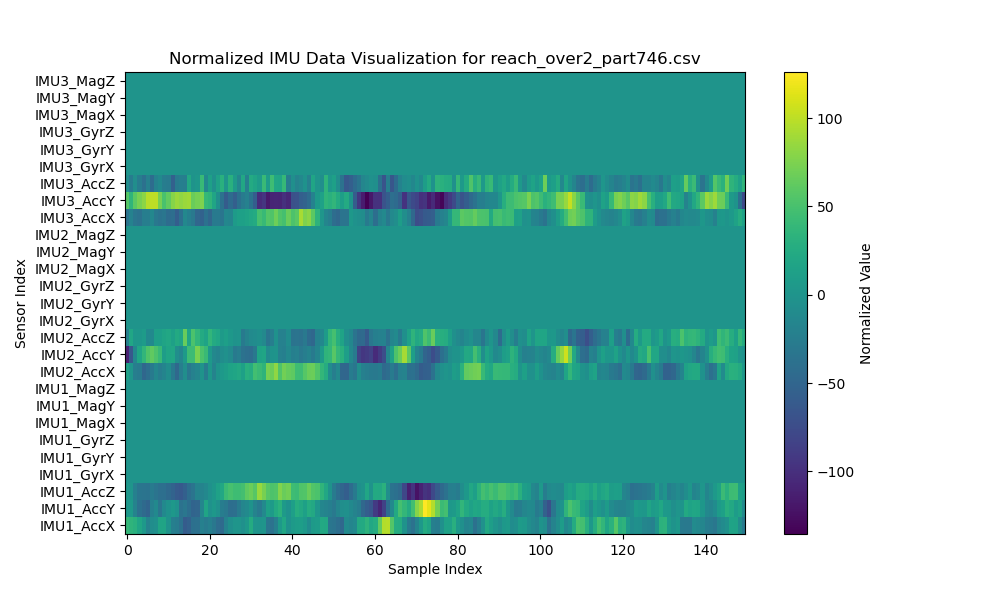 Normalized IMU Data Visualization for reach_over2_part746.csv
IMU3_MagZ
IMU3_MagY
IMU3_MagX
IMU3_GyrZ
IMU3_GyrY
IMU3_GyrX
IMU3_AccZ
IMU3_AccY
IMU3_AccX
IMU2_MagZ
IMU2_MagY
IMU2_MagX
IMU2_GyrZ
IMU2_GyrY
IMU2_GyrX
IMU2_AccZ
IMU2_AccY
IMU2_AccX
IMU1_MagZ
IMU1_MagY
IMU1_MagX
IMU1_GyrZ
IMU1_GyrY
IMU1_GyrX
IMU1_AccZ
IMU1_AccY
IMU1_AccX
Sensor Index
0 20 40 60 80 100 120 140
Sample Index
100
50
0
−50
−100
Normalized Value